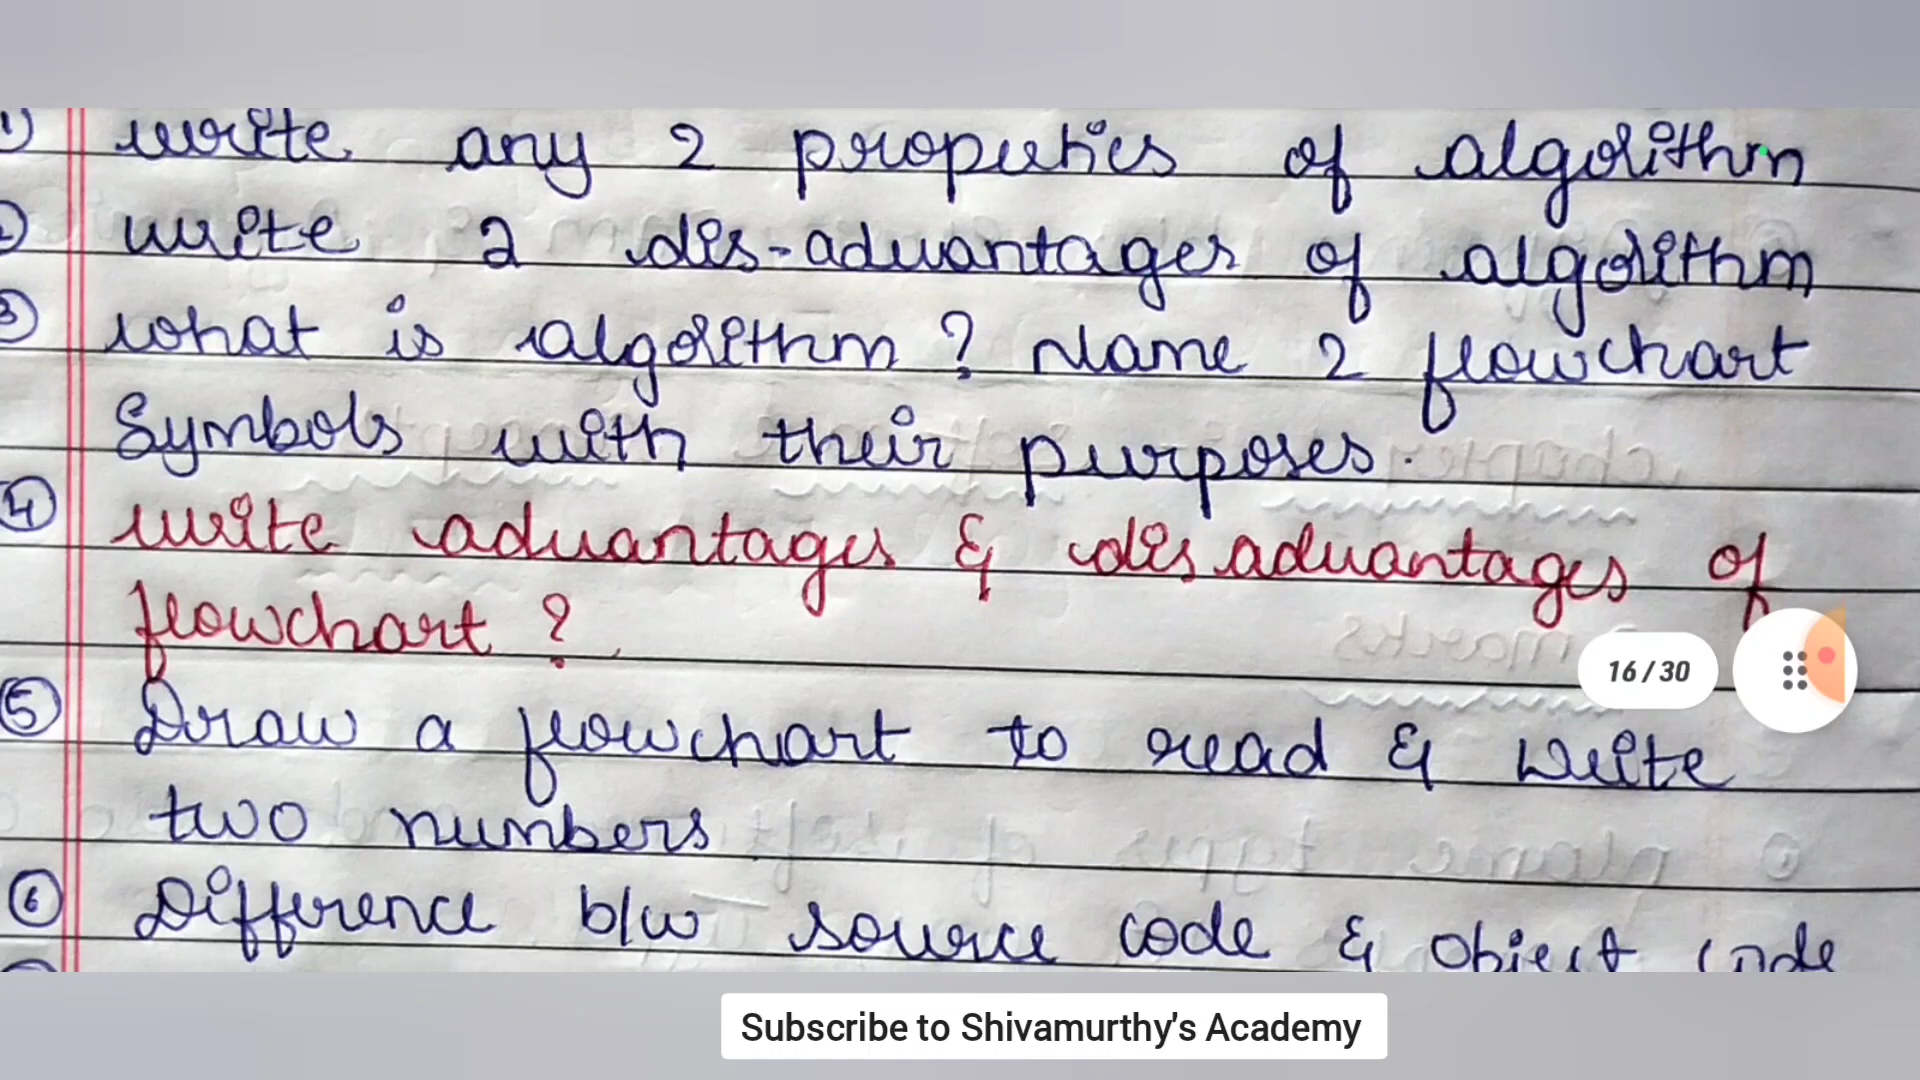 1) write any 2 properties of algorithm
2) write 2 dis-advantages of algorithm
3) what is algorithm? Name 2 flowchart
Symbols with their purposes.
4) write advantages & disadvantages of
flowchart?
16/30
5) Draw a flowchart to read & write
two numbers
6) Difference b/w source code & object code
Subscribe to Shivamurthy's Academy